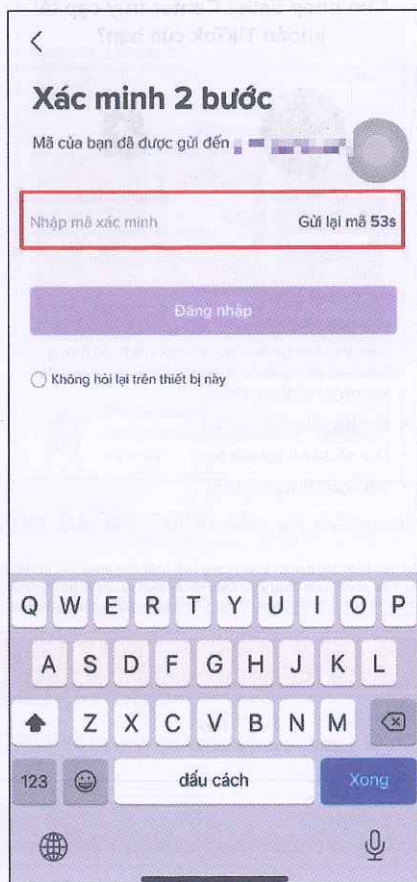 Xác minh 2 bước
Mã của bạn đã được gửi đến
Nhập mã xác minh Gửi lại mã 53s
Đăng nhập
Không hỏi lại trên thiết bị này
Q W E R T Y U I O P
A S D F G H J K L
Z X C V B N M
123 dấu cách Xong